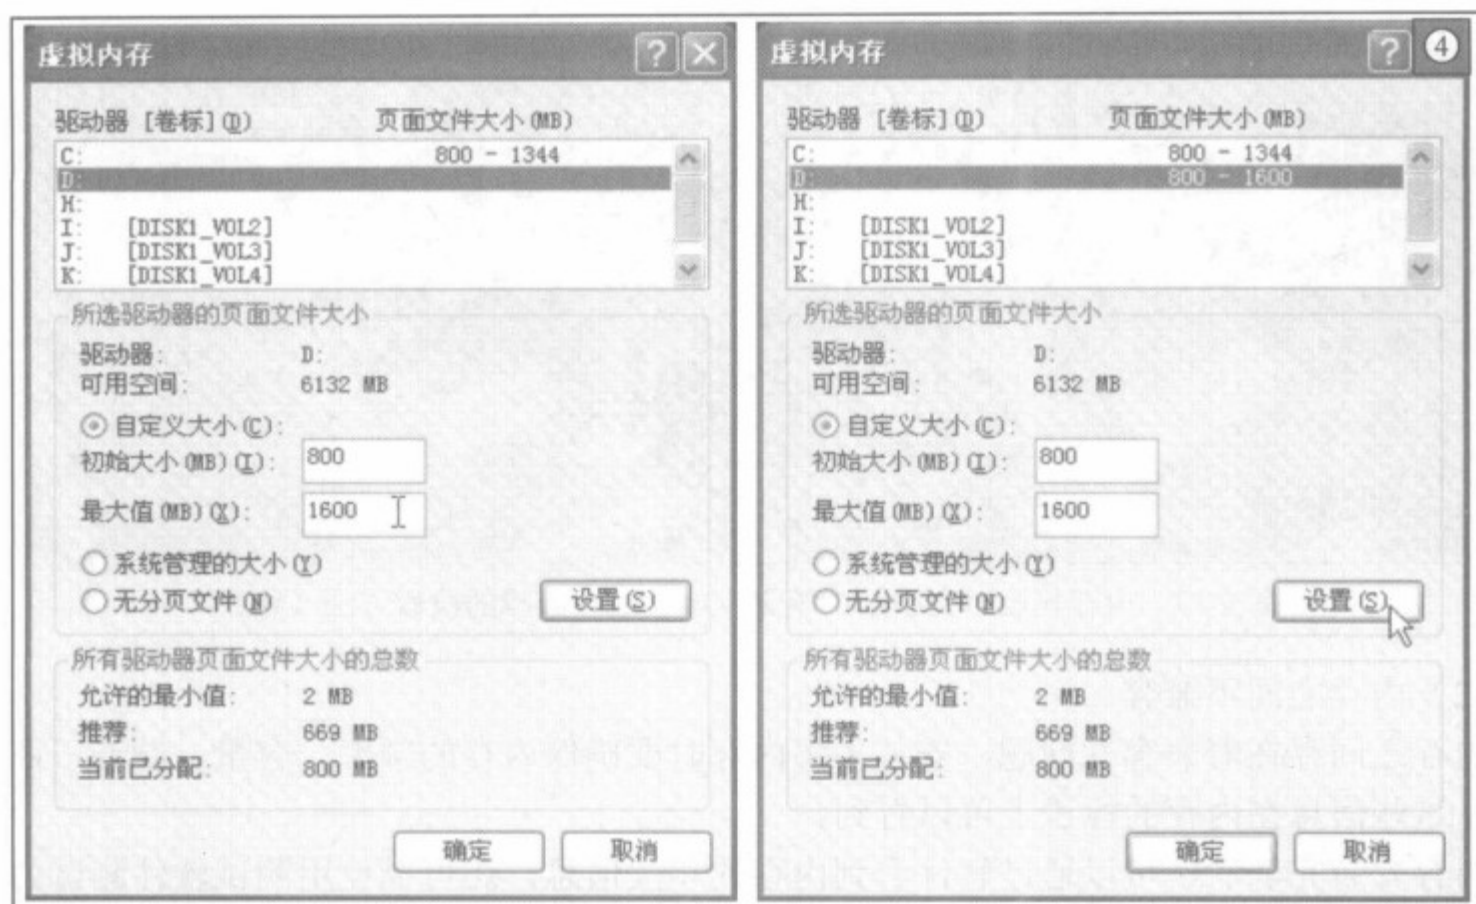 虚拟内存
驱动器 [卷标](D) 页面文件大小(MB)
C: 800 - 1344
D:
H:
I: [DISK1_VOL2]
J: [DISK1_VOL3]
K: [DISK1_VOL4]
所选驱动器的页面文件大小
驱动器: D:
可用空间: 6132 MB
自定义大小(C):
初始大小(MB)(I): 800
最大值(MB)(X): 1600
系统管理的大小(Y)
无分页文件(N)
设置(S)
所有驱动器页面文件大小的总数
允许的最小值: 2 MB
推荐: 669 MB
当前已分配: 800 MB
确定 取消
虚拟内存
④
驱动器 [卷标](D) 页面文件大小(MB)
C: 800 - 1344
D: 800 - 1600
H:
I: [DISK1_VOL2]
J: [DISK1_VOL3]
K: [DISK1_VOL4]
所选驱动器的页面文件大小
驱动器: D:
可用空间: 6132 MB
自定义大小(C):
初始大小(MB)(I): 800
最大值(MB)(X): 1600
系统管理的大小(Y)
无分页文件(N)
设置(S)
所有驱动器页面文件大小的总数
允许的最小值: 2 MB
推荐: 669 MB
当前已分配: 800 MB
确定 取消